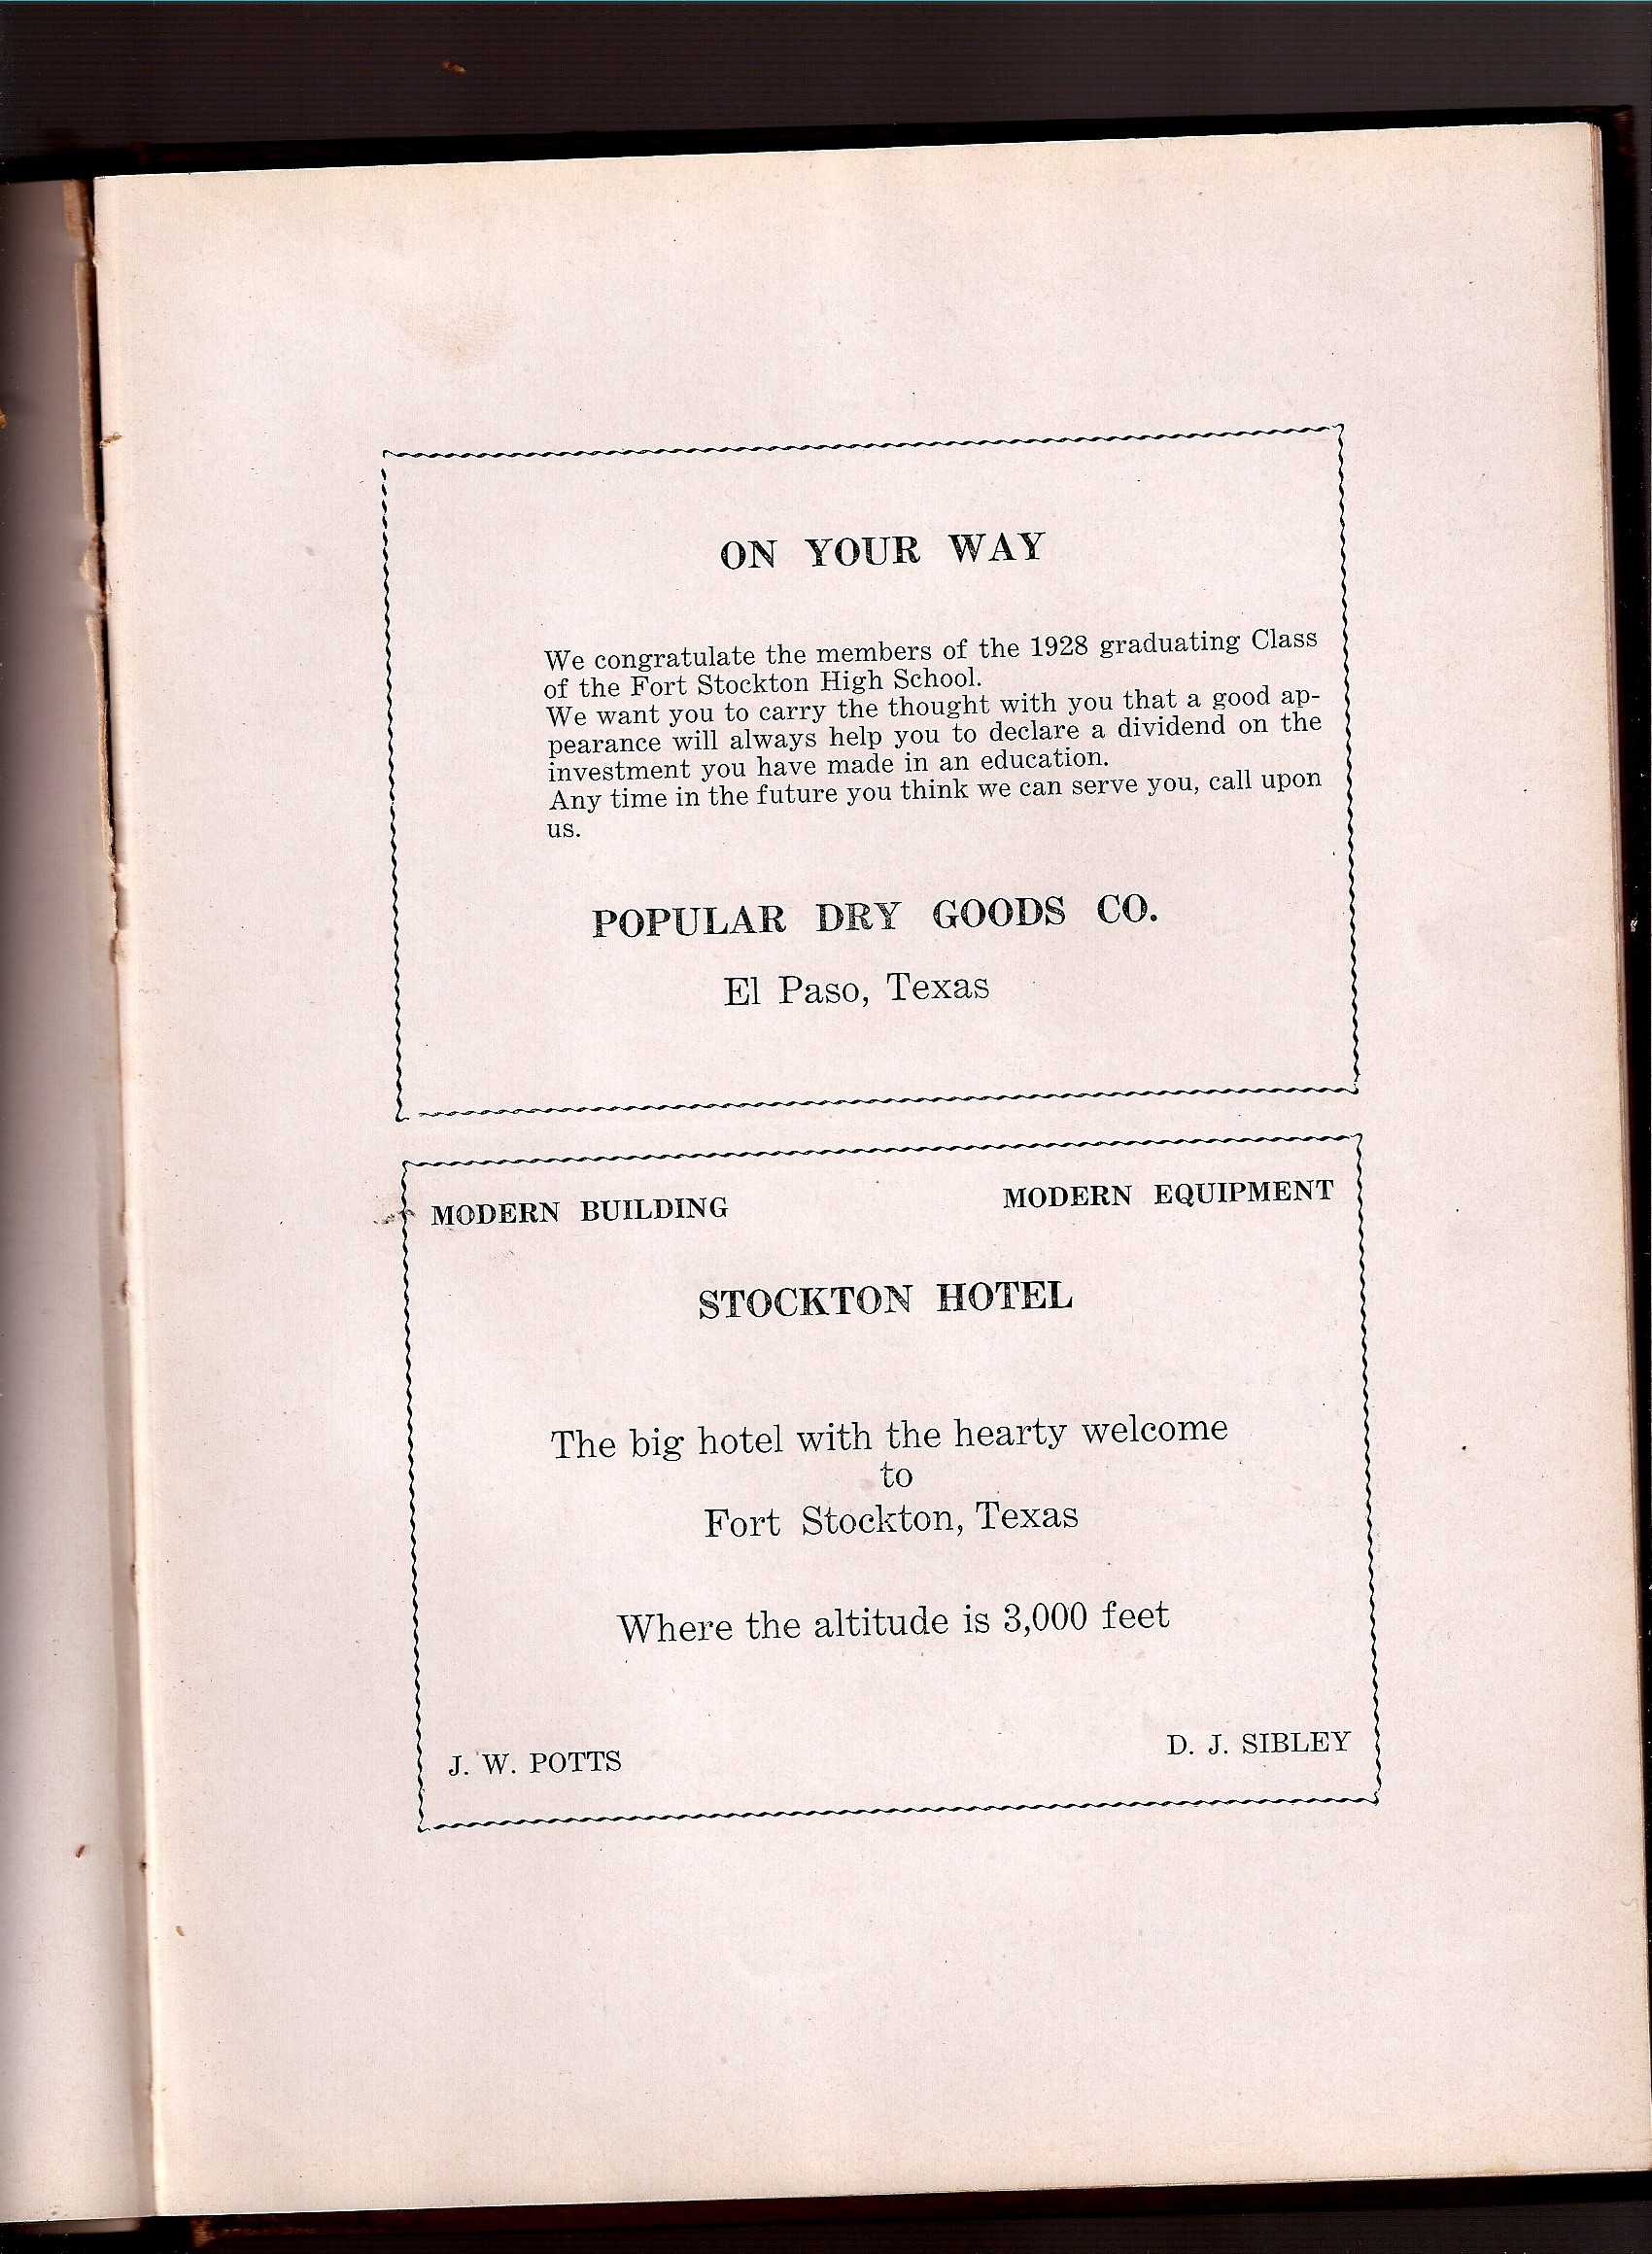 ON YOUR WAY
We congratulate the members of the 1928 graduating Class
of the Fort Stockton High School.
We want you to carry the thought with you that a good ap-
pearance will always help you to declare a dividend on the
investment you have made in an education.
Any time in the future you think we can serve you, call upon
us.
POPULAR DRY GOODS CO.
El Paso, Texas
MODERN BUILDING MODERN EQUIPMENT
STOCKTON HOTEL
The big hotel with the hearty welcome
to
Fort Stockton, Texas
Where the altitude is 3,000 feet
J. W. POTTS D. J. SIBLEY